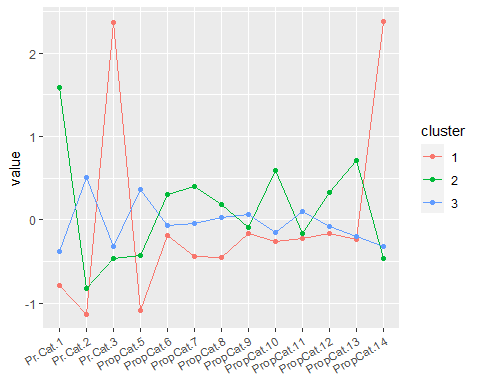 2
1
0
-1
value
Pr.Cat.1
Pr.Cat.2
Pr.Cat.3
PropCat.5
PropCat.6
PropCat.7
PropCat.8
PropCat.9
PropCat.10
PropCat.11
PropCat.12
PropCat.13
PropCat.14
cluster
1
2
3